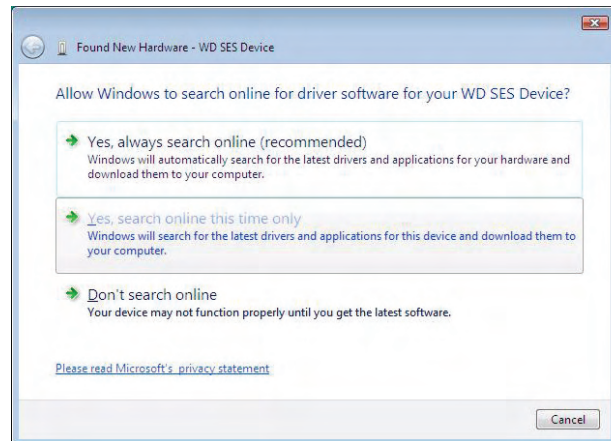 Found New Hardware - WD SES Device
Allow Windows to search online for driver software for your WD SES Device?
Yes, always search online (recommended)
Windows will automatically search for the latest drivers and applications for your hardware and
download them to your computer.
Yes, search online this time only
Windows will search for the latest drivers and applications for this device and download them to
your computer.
Don't search online
Your device may not function properly until you get the latest software.
Please read Microsoft's privacy statement
Cancel